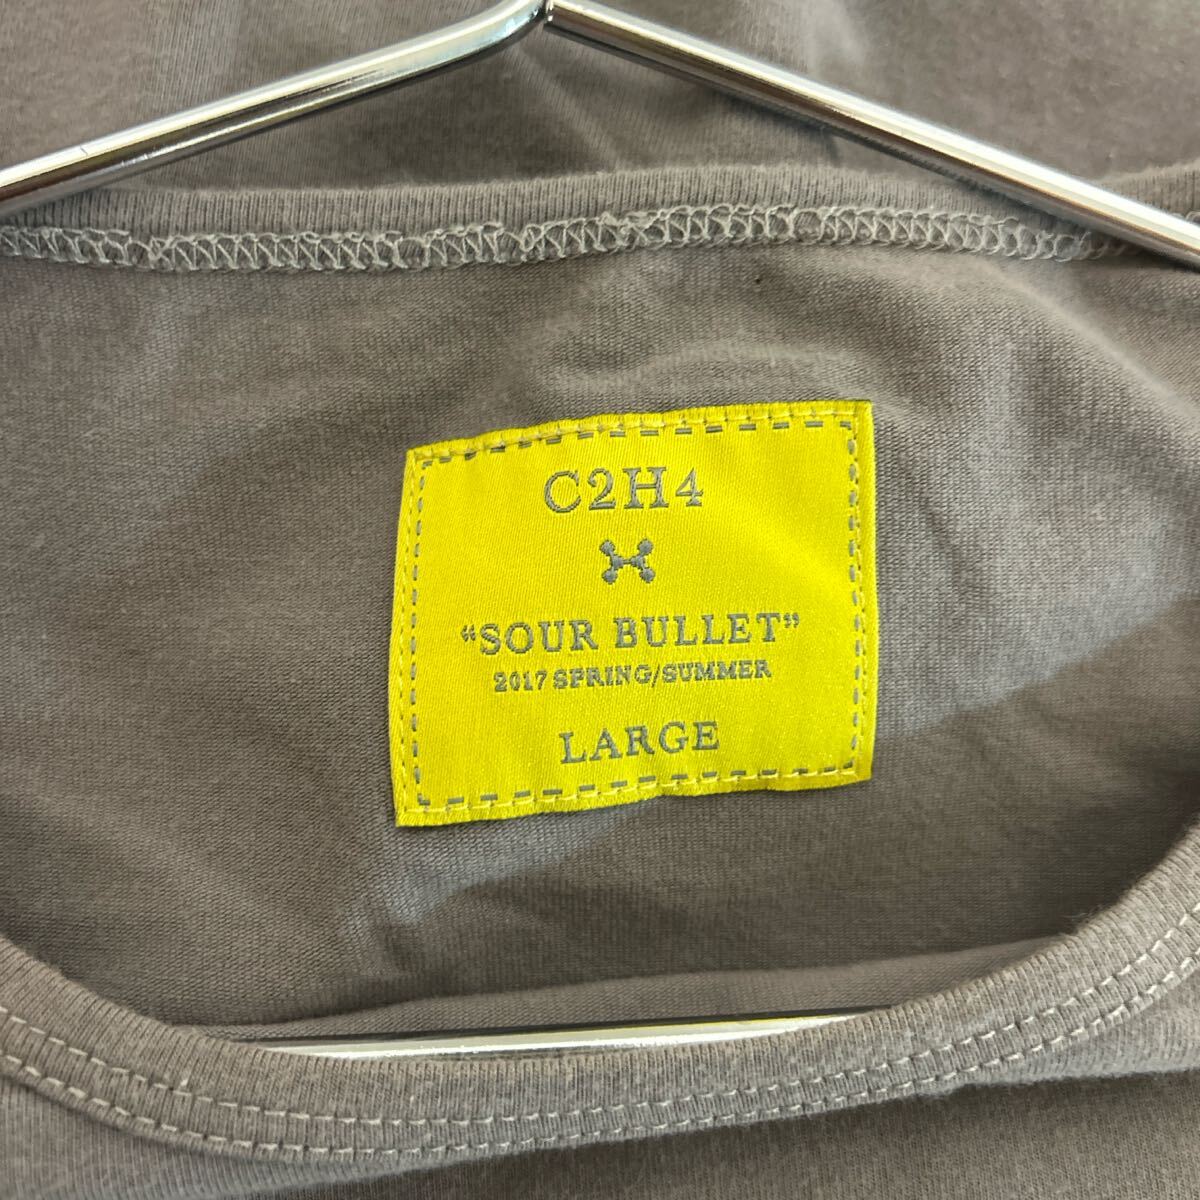 C2H4
“SOUR BULLET”
2017 SPRING/SUMMER
LARGE